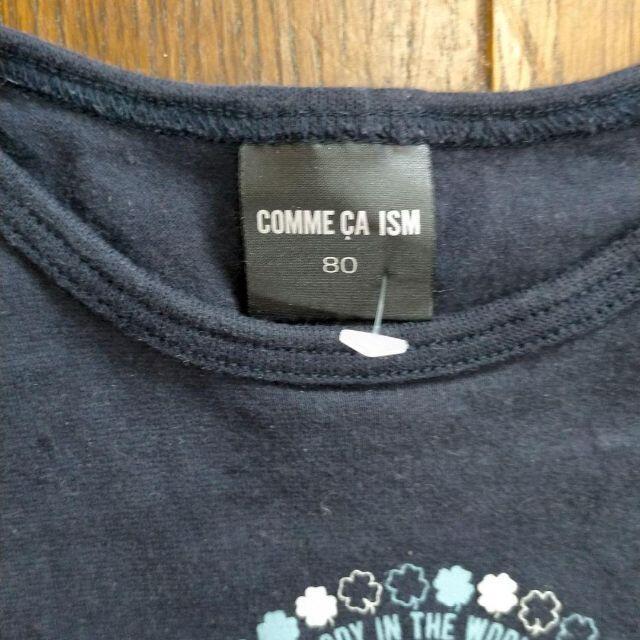 COMME ÇA ISM
80
IN THE